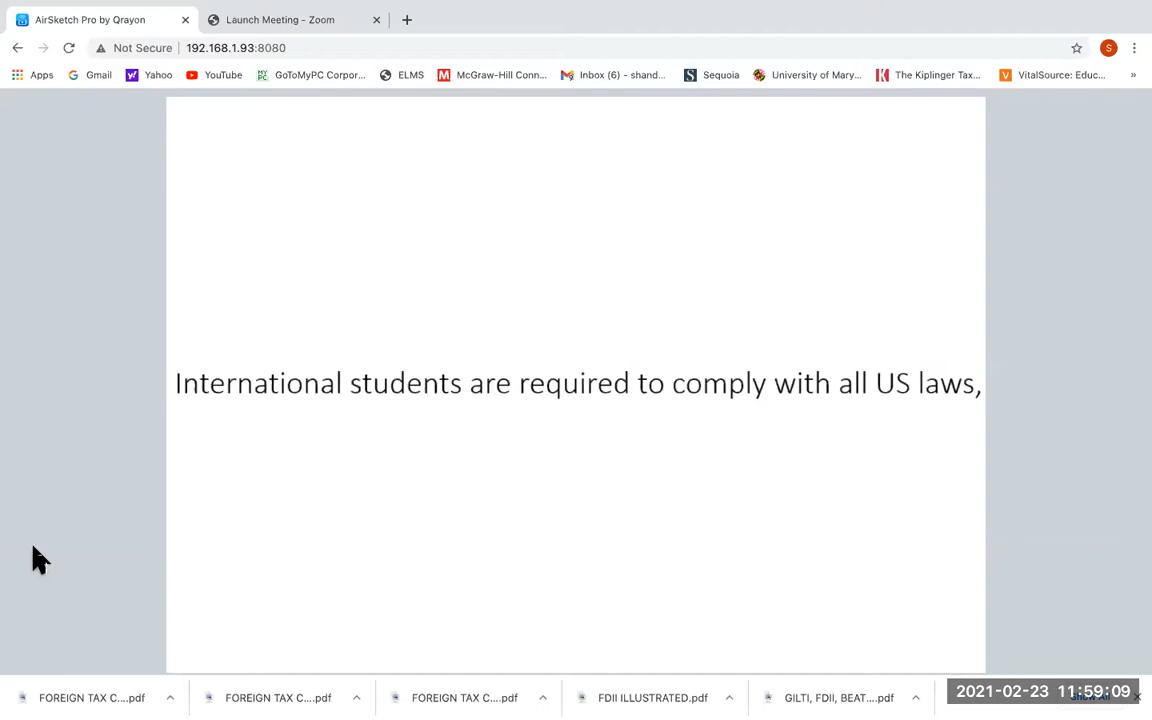 AirSketch Pro by Qrayon
Launch Meeting - Zoom
Not Secure
192.168.1.93:8080
S
Apps
Gmail
Yahoo
YouTube
GoToMyPC Corpor...
ELMS
McGraw-Hill Conn...
Inbox (6) - shand...
Sequoia
University of Mary...
The Kiplinger Tax...
VitalSource: Educ...
»
International students are required to comply with all US laws,
FOREIGN TAX C....pdf
FOREIGN TAX C....pdf
FOREIGN TAX C....pdf
FDII ILLUSTRATED.pdf
GILTI, FDII, BEAT....pdf
2021-02-23 11:59:09